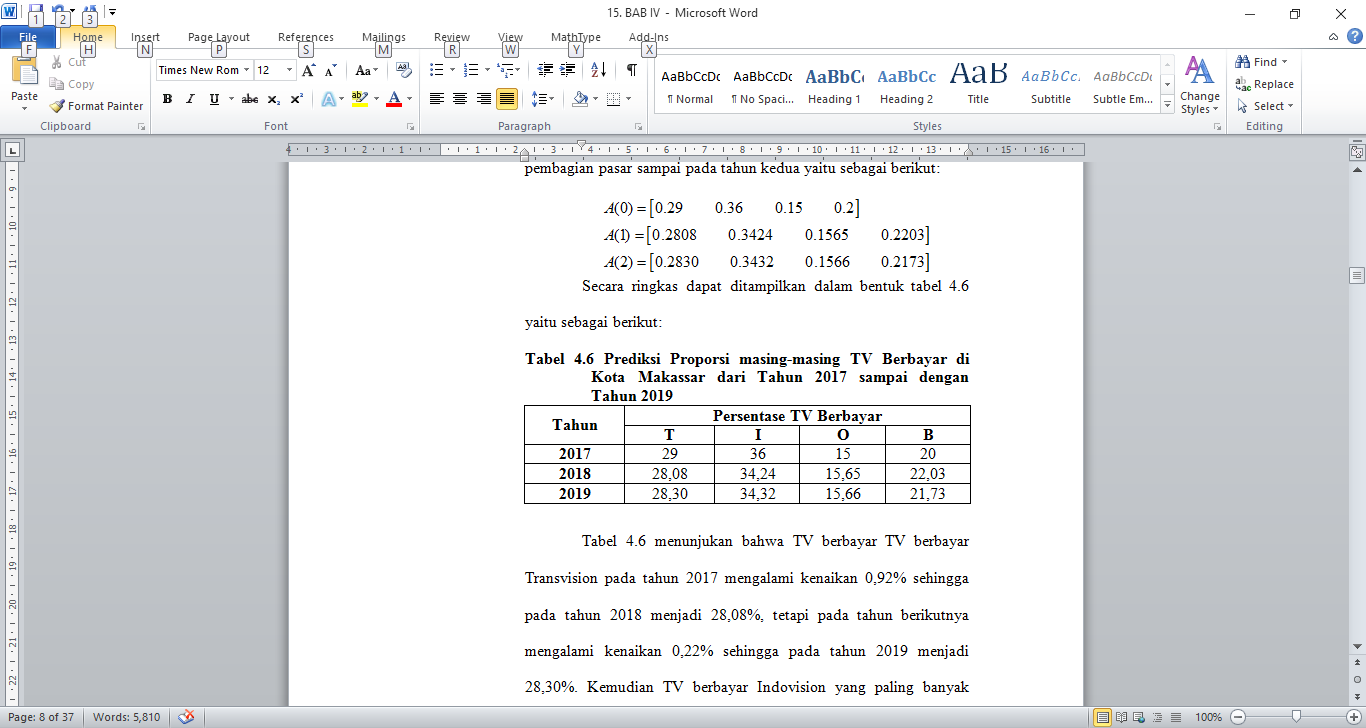 15. BAB IV - Microsoft Word
1 2 3
File Home Insert Page Layout References Mailings Review View MathType Add-Ins
F H N P S M R W Y X
Paste
Cut
Copy
Format Painter
Clipboard
Times New Rom 12
Font
Paragraph
AaBbCcDc AaBbCcDc AaBbCc AaBbCc AaB AaBbCc. AaBbCcDc
¶ Normal ¶ No Spaci... Heading 1 Heading 2 Title Subtitle Subtle Em...
Styles
Change Styles
Find
Replace
Select
Editing
pembagian pasar sampai pada tahun kedua yaitu sebagai berikut:
A(0) = [0.29 0.36 0.15 0.2]
A(1) = [0.2808 0.3424 0.1565 0.2203]
A(2) = [0.2830 0.3432 0.1566 0.2173]
Secara ringkas dapat ditampilkan dalam bentuk tabel 4.6
yaitu sebagai berikut:
Tabel 4.6 Prediksi Proporsi masing-masing TV Berbayar di
Kota Makassar dari Tahun 2017 sampai dengan
Tahun 2019
Tahun Persentase TV Berbayar
T I O B
2017 29 36 15 20
2018 28,08 34,24 15,65 22,03
2019 28,30 34,32 15,66 21,73
Tabel 4.6 menunjukan bahwa TV berbayar TV berbayar
Transvision pada tahun 2017 mengalami kenaikan 0,92% sehingga
pada tahun 2018 menjadi 28,08%, tetapi pada tahun berikutnya
mengalami kenaikan 0,22% sehingga pada tahun 2019 menjadi
28,30%. Kemudian TV berbayar Indovision yang paling banyak
Page: 8 of 37 Words: 5,810 100%